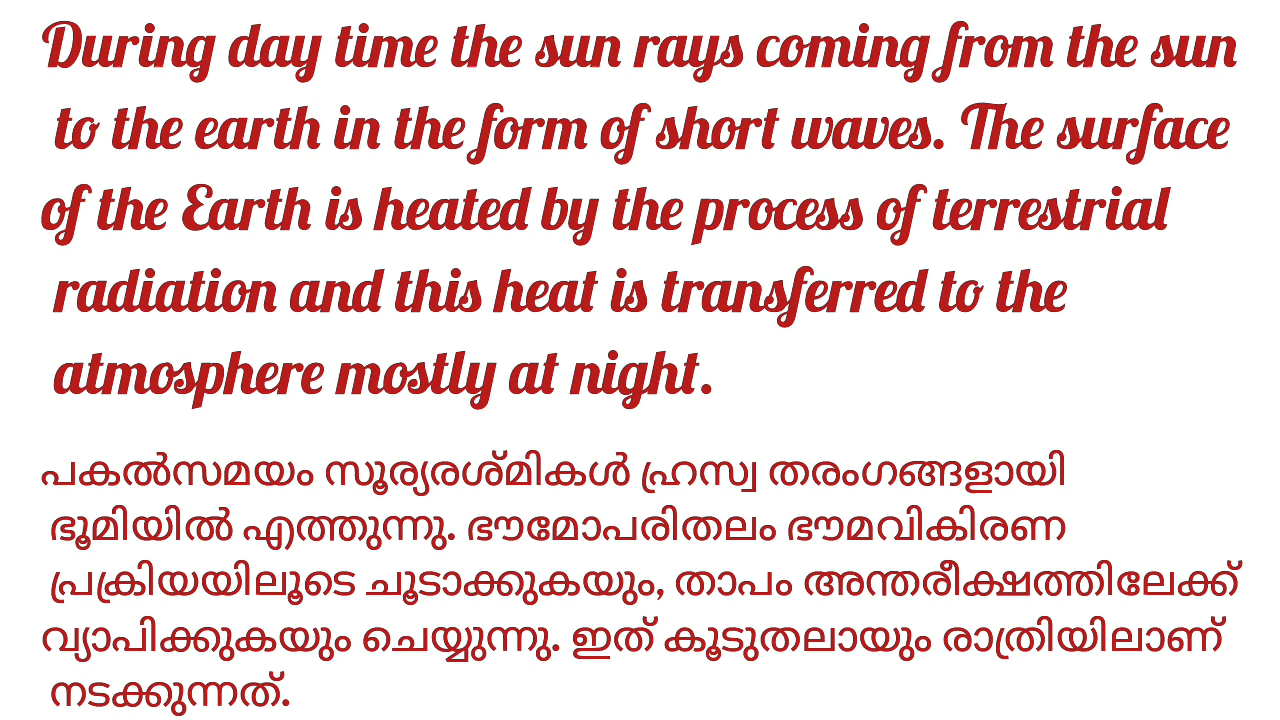 During day time the sun rays coming from the sun
to the earth in the form of short waves. The surface
of the Earth is heated by the process of terrestrial
radiation and this heat is transferred to the
atmosphere mostly at night.
പകൽസമയം സൂര്യരശ്മികൾ ഹ്രസ്വ തരംഗങ്ങളായി
ഭൂമിയിൽ എത്തുന്നു. ഭൗമോപരിതലം ഭൗമവികിരണ
പ്രക്രിയയിലൂടെ ചൂടാക്കുകയും, താപം അന്തരീക്ഷത്തിലേക്ക്
വ്യാപിക്കുകയും ചെയ്യുന്നു. ഇത് കൂടുതലായും രാത്രിയിലാണ്
നടക്കുന്നത്.